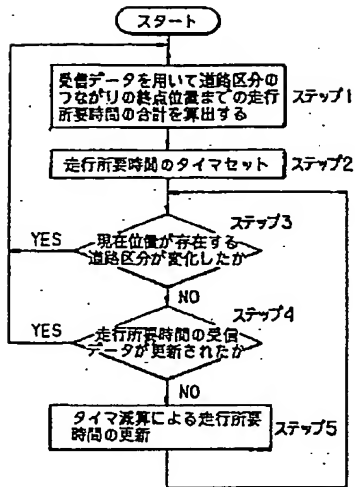 スタート
受信データを用いて道路区分の
つながりの終点位置までの走行
所要時間の合計を算出する
ステップ1
走行所要時間のタイマセット
ステップ2
ステップ3
YES
現在位置が存在する
道路区分が変化したか
NO
ステップ4
YES
走行所要時間の受信
データが更新されたか
NO
タイマ減算による走行所要
時間の更新
ステップ5